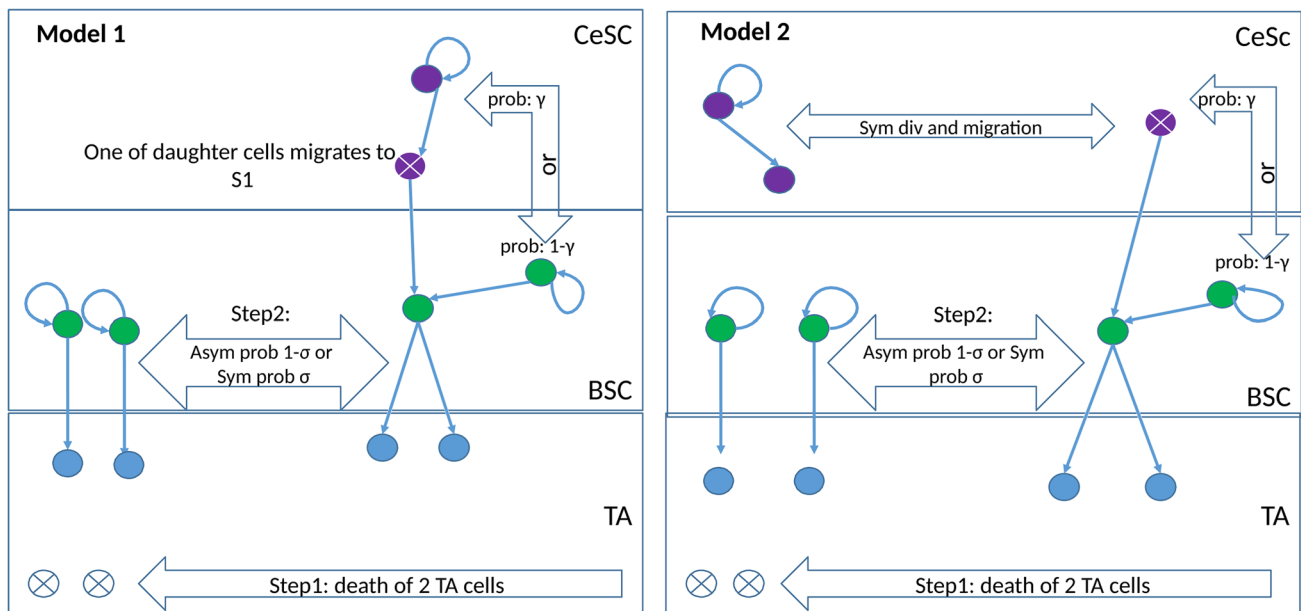 Model 1
CeSC
prob: γ
or
One of daughter cells migrates to
S1
prob: 1-γ
Step2:
Asym prob 1-σ or
Sym prob σ
BSC
TA
Step1: death of 2 TA cells
Model 2
CeSc
prob: γ
Sym div and migration
or
prob: 1-γ
Step2:
Asym prob 1-σ or Sym
prob σ
BSC
TA
Step1: death of 2 TA cells